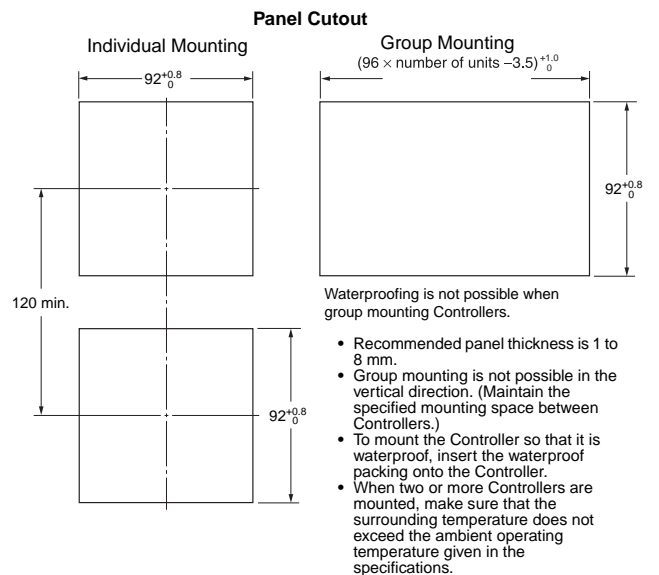 Panel Cutout
Individual Mounting
92+0.8 0
120 min.
92+0.8 0
Group Mounting
(96 × number of units −3.5)+1.0 0
92+0.8 0
Waterproofing is not possible when
group mounting Controllers.
• Recommended panel thickness is 1 to
8 mm.
• Group mounting is not possible in the
vertical direction. (Maintain the
specified mounting space between
Controllers.)
• To mount the Controller so that it is
waterproof, insert the waterproof
packing onto the Controller.
• When two or more Controllers are
mounted, make sure that the
surrounding temperature does not
exceed the ambient operating
temperature given in the
specifications.